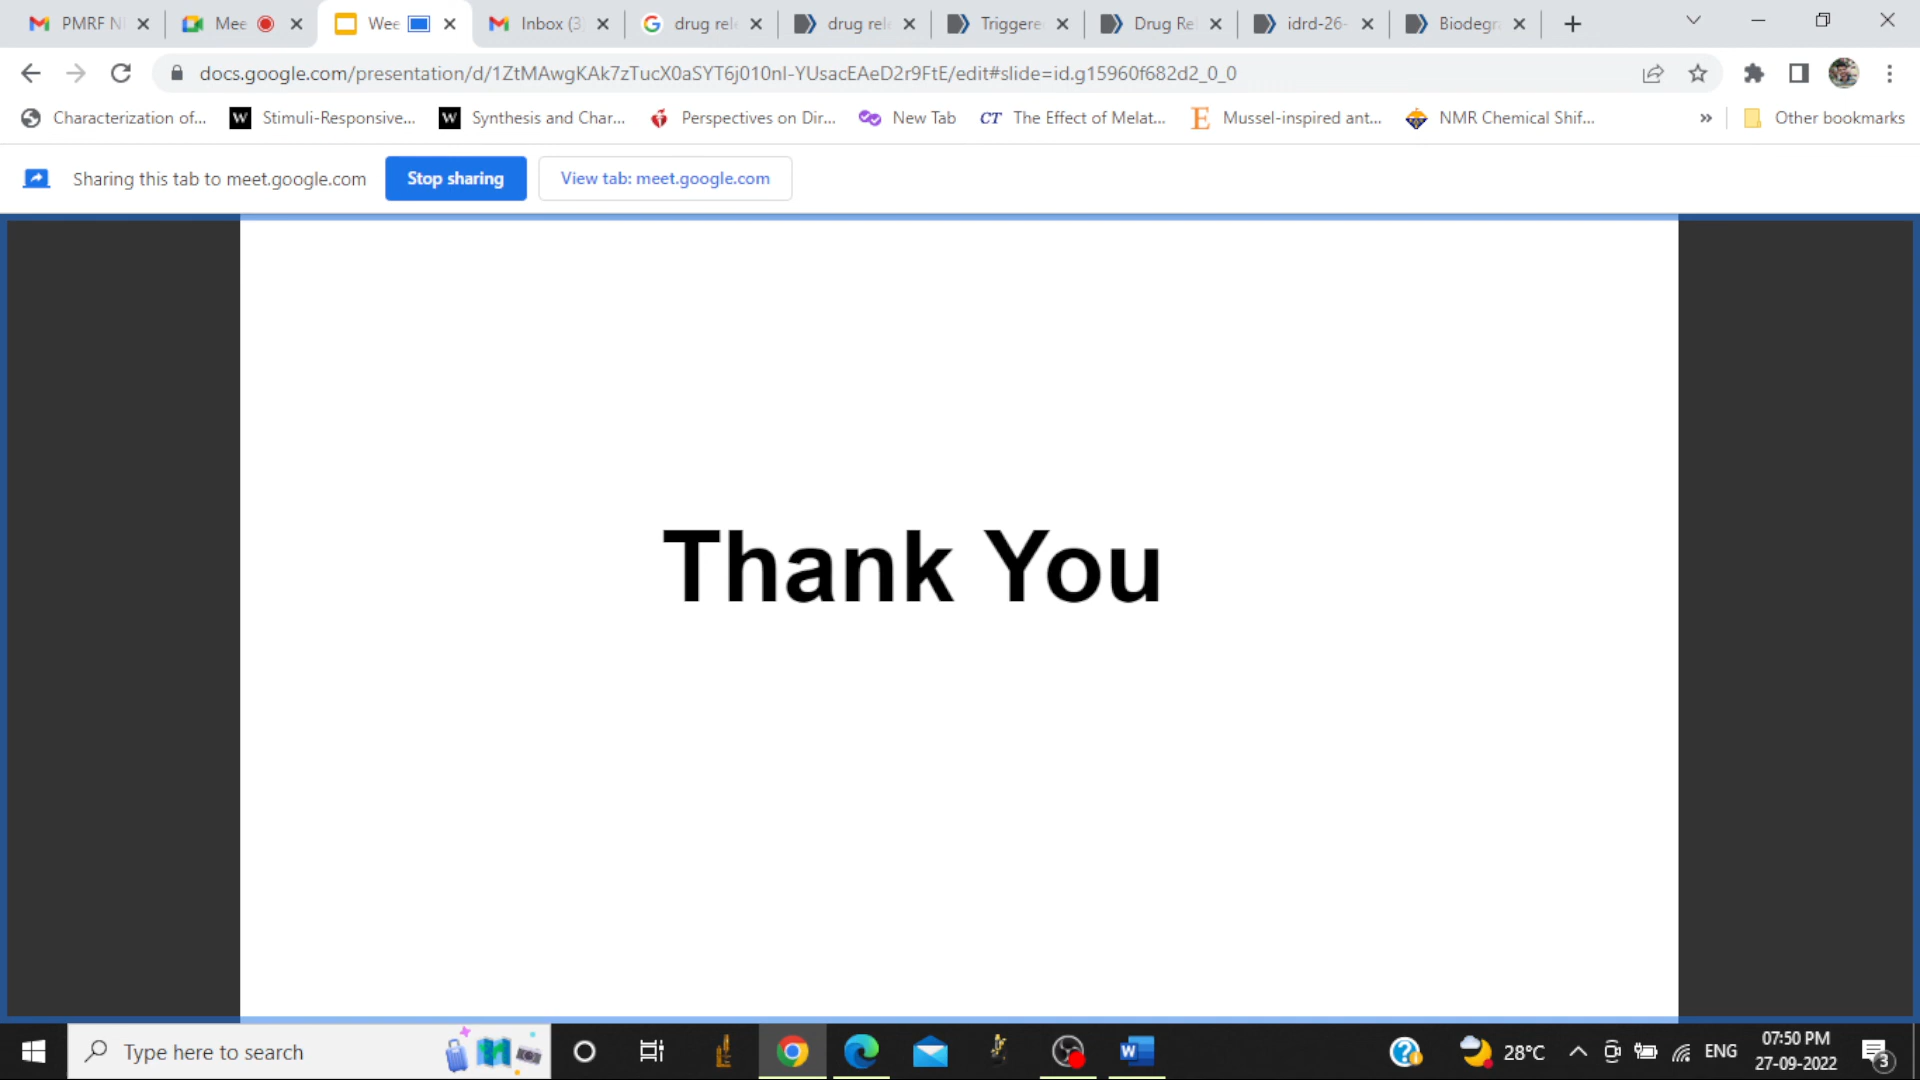 PMRF N
Mee
Wee
Inbox (3
drug rel
drug rel
Triggere
Drug Re
idrd-26-
Biodegr
docs.google.com/presentation/d/1ZtMAwgKAk7zTucX0aSYT6j010nI-YUsacEAeD2r9FtE/edit#slide=id.g15960f682d2_0_0
Characterization of...
W Stimuli-Responsive...
W Synthesis and Char...
Perspectives on Dir...
New Tab
CT The Effect of Melat...
E Mussel-inspired ant...
NMR Chemical Shif...
Other bookmarks
Sharing this tab to meet.google.com
Stop sharing
View tab: meet.google.com
Thank You
Type here to search
28°C
ENG
07:50 PM
27-09-2022
3